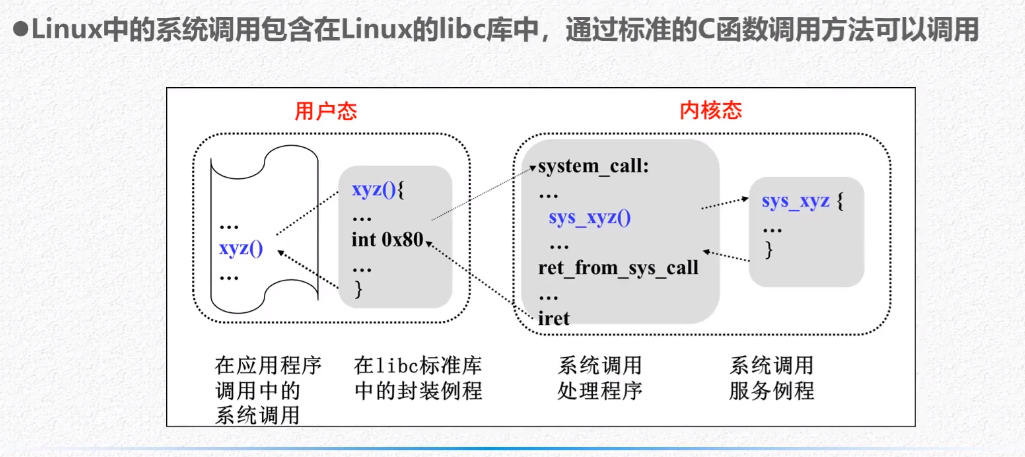 ●Linux中的系统调用包含在Linux的libc库中，通过标准的C函数调用方法可以调用
用户态
内核态
...
xyz()
...
xyz(){
...
int 0x80
...
}
system_call:
...
sys_xyz()
...
ret_from_sys_call
...
iret
sys_xyz {
...
}
在应用程序
调用中的
系统调用
在libc标准库
中的封装例程
系统调用
处理程序
系统调用
服务例程